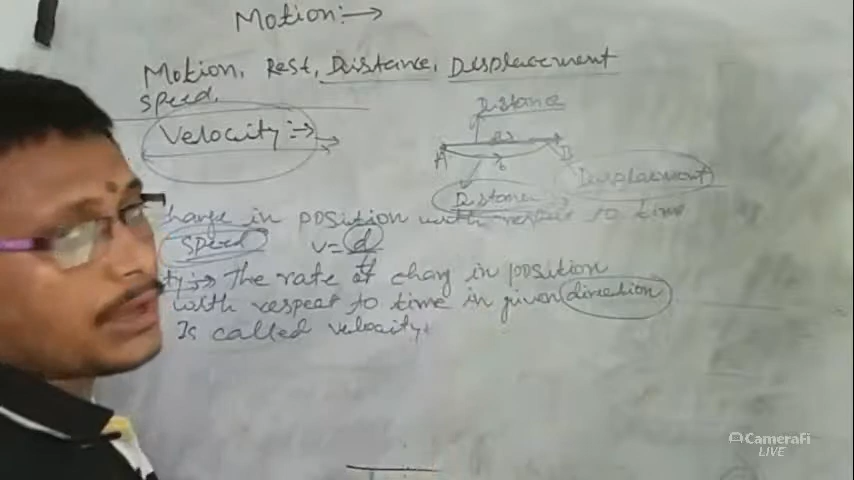 Motion:→
Motion, Rest, Distance, Displacement
Speed,
Velocity :→
Distance
A
B
Displacement
Distance
change in position with respect to time
speed v=d/t
ty:→ The rate of chang in position
with respect to time in given direction
Is called velocity.
CameraFi
LIVE